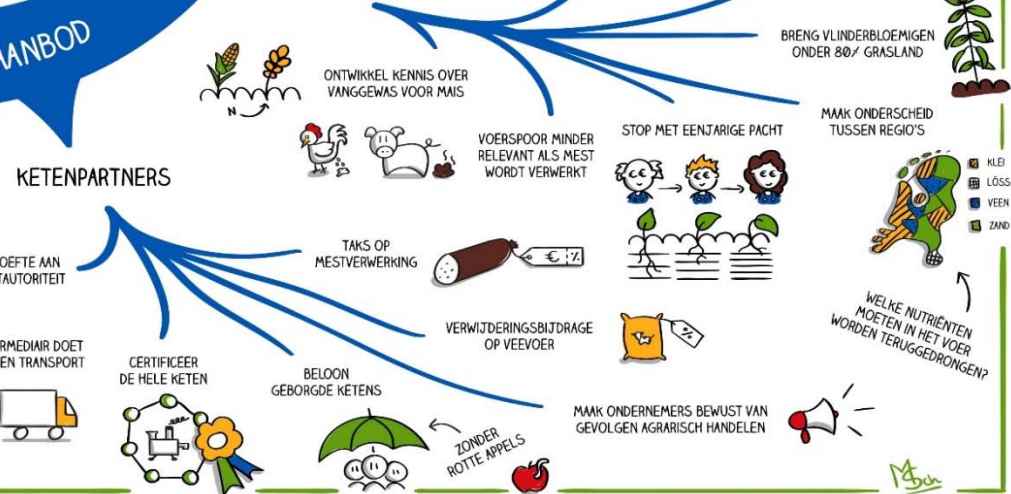 BRENG VLINDERBLOEMIGEN
ONDER 80% GRASLAND
ONTWIKKEL KENNIS OVER
VANGGEWAS VOOR MAIS
N
MAAK ONDERSCHEID
TUSSEN REGIO'S
VOERSPOOR MINDER
RELEVANT ALS MEST
WORDT VERWERKT
STOP MET EENJARIGE PACHT
KLEI
LÖSS
VEEN
ZAND
KETENPARTNERS
TAKS OP
MESTVERWERKING
€ %
WELKE NUTRIËNTEN
MOETEN IN HET VOER
WORDEN TERUGGEDRONGEN?
VERWIJDERINGSBIJDRAGE
OP VEEVOER
%
EN TRANSPORT
CERTIFICEER
DE HELE KETEN
BELOON
GEBORGDE KETENS
ZONDER
ROTTE APPELS
MAAK ONDERNEMERS BEWUST VAN
GEVOLGEN AGRARISCH HANDELEN